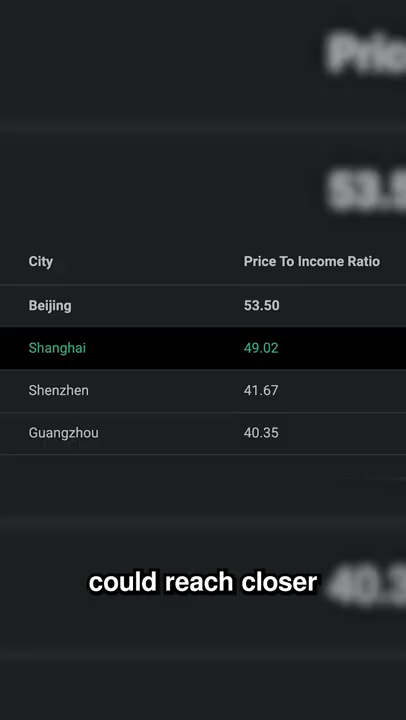 City Price To Income Ratio
Beijing 53.50
Shanghai 49.02
Shenzhen 41.67
Guangzhou 40.35
could reach closer